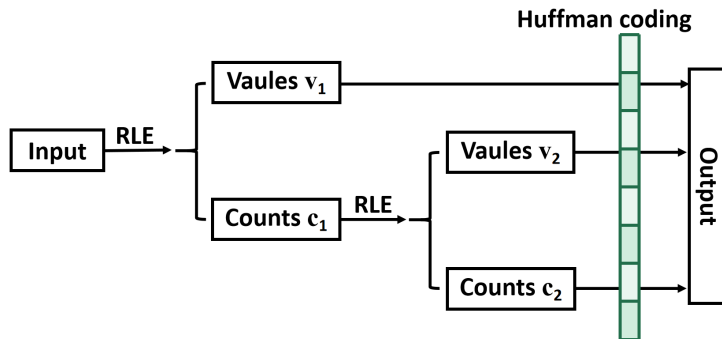 Huffman coding
Vaules v₁
Input
RLE
Vaules v₂
Output
Counts c₁
RLE
Counts c₂